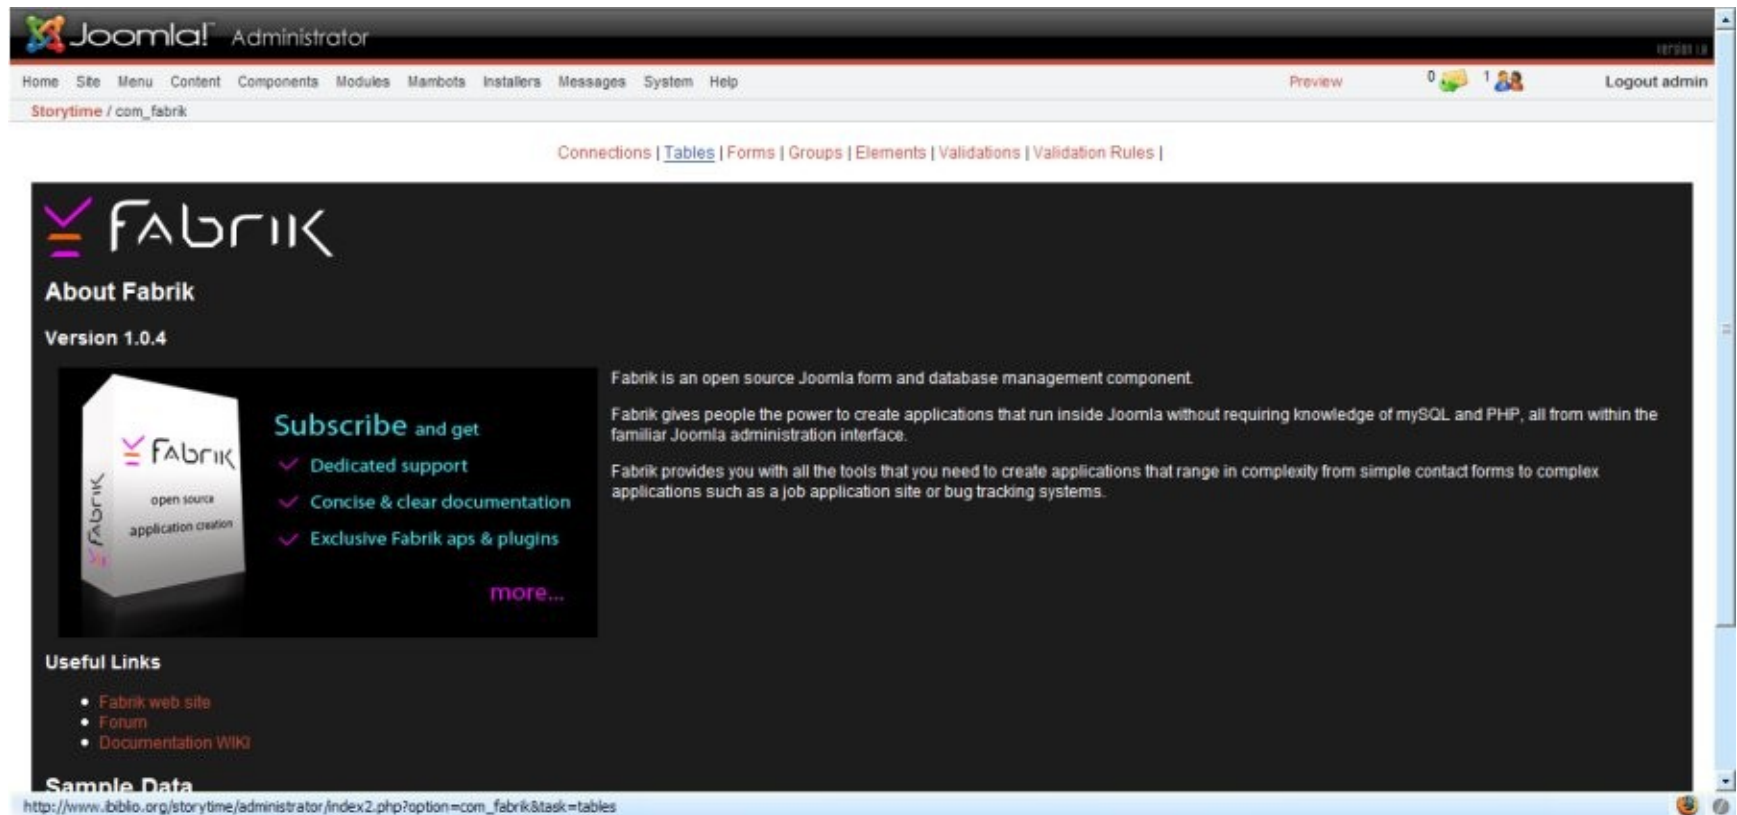 Joomla! Administrator
Home Site Menu Content Components Modules Mambots Installers Messages System Help Preview 0 1 Logout admin
Storytime / com_fabrik
Connections | Tables | Forms | Groups | Elements | Validations | Validation Rules |
FAbrIK
About Fabrik
Version 1.0.4
FAbrIK
open source
application creation
FAbrIK
Subscribe and get
Dedicated support
Concise & clear documentation
Exclusive Fabrik aps & plugins
more...
Fabrik is an open source Joomla form and database management component.
Fabrik gives people the power to create applications that run inside Joomla without requiring knowledge of mySQL and PHP, all from within the
familiar Joomla administration interface.
Fabrik provides you with all the tools that you need to create applications that range in complexity from simple contact forms to complex
applications such as a job application site or bug tracking systems.
Useful Links
Fabrik web site
Forum
Documentation WIKI
Sample Data
http://www.ibiblio.org/storytime/administrator/index2.php?option=com_fabrik&task=tables